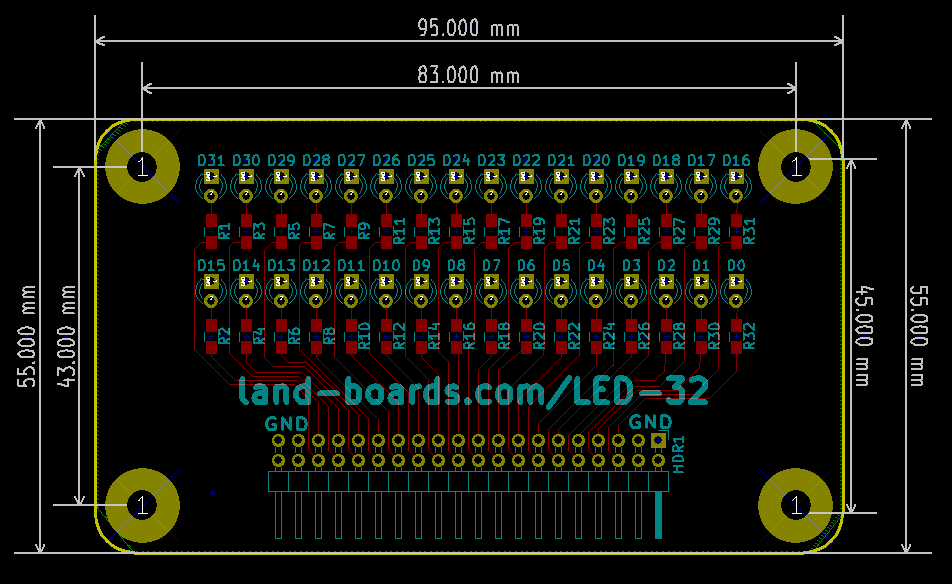 95.000 mm
83.000 mm
1 1
D31 D30 D29 D28 D27 D26 D25 D24 D23 D22 D21 D20 D19 D18 D17 D16
R1 R3 R5 R7 R9 R11 R13 R15 R17 R19 R21 R23 R25 R27 R29 R31
D15 D14 D13 D12 D11 D10 D9 D8 D7 D6 D5 D4 D3 D2 D1 D0
R2 R4 R6 R8 R10 R12 R14 R16 R18 R20 R22 R24 R26 R28 R30 R32
55.000 mm
43.000 mm
45.000 mm
55.000 mm
land-boards.com/LED-32
GND GND
HDR1
1 1